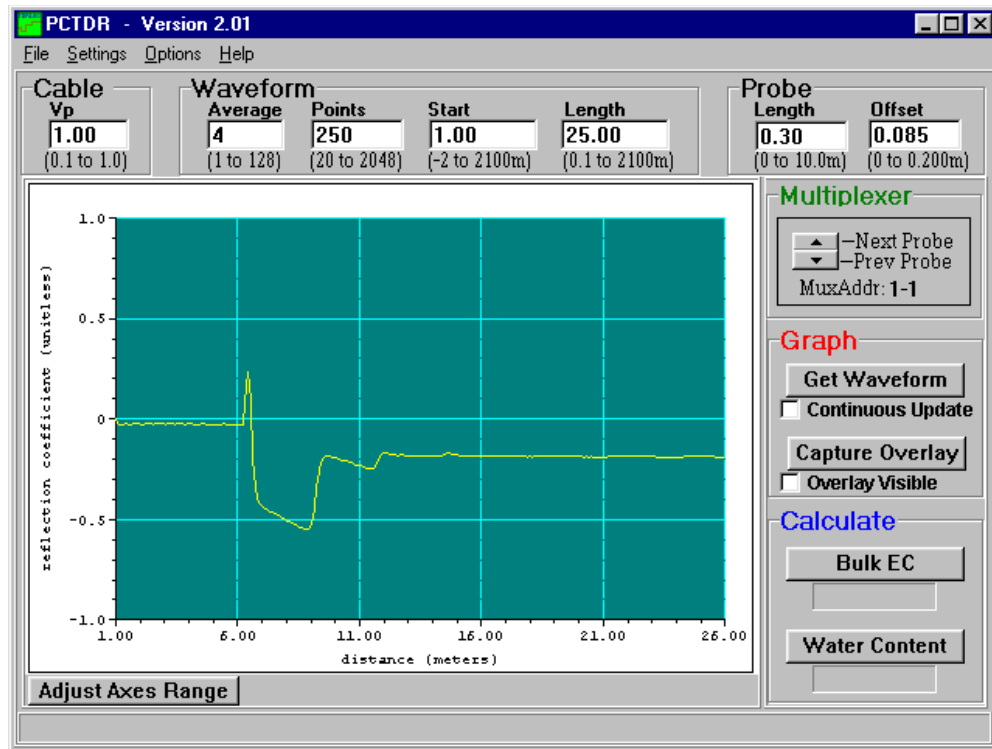 PCTDR - Version 2.01
File Settings Options Help
Cable
Vp
1.00
(0.1 to 1.0)
Waveform
Average Points Start Length
4 250 1.00 25.00
(1 to 128) (20 to 2048) (-2 to 2100m) (0.1 to 2100m)
Probe
Length Offset
0.30 0.085
(0 to 10.0m) (0 to 0.200m)
reflection coefficient (unitless)
1.0
0.5
0
-0.5
-1.0
1.00 6.00 11.00 16.00 21.00 26.00
distance (meters)
Adjust Axes Range
Multiplexer
Next Probe
Prev Probe
MuxAddr: 1-1
Graph
Get Waveform
Continuous Update
Capture Overlay
Overlay Visible
Calculate
Bulk EC
Water Content